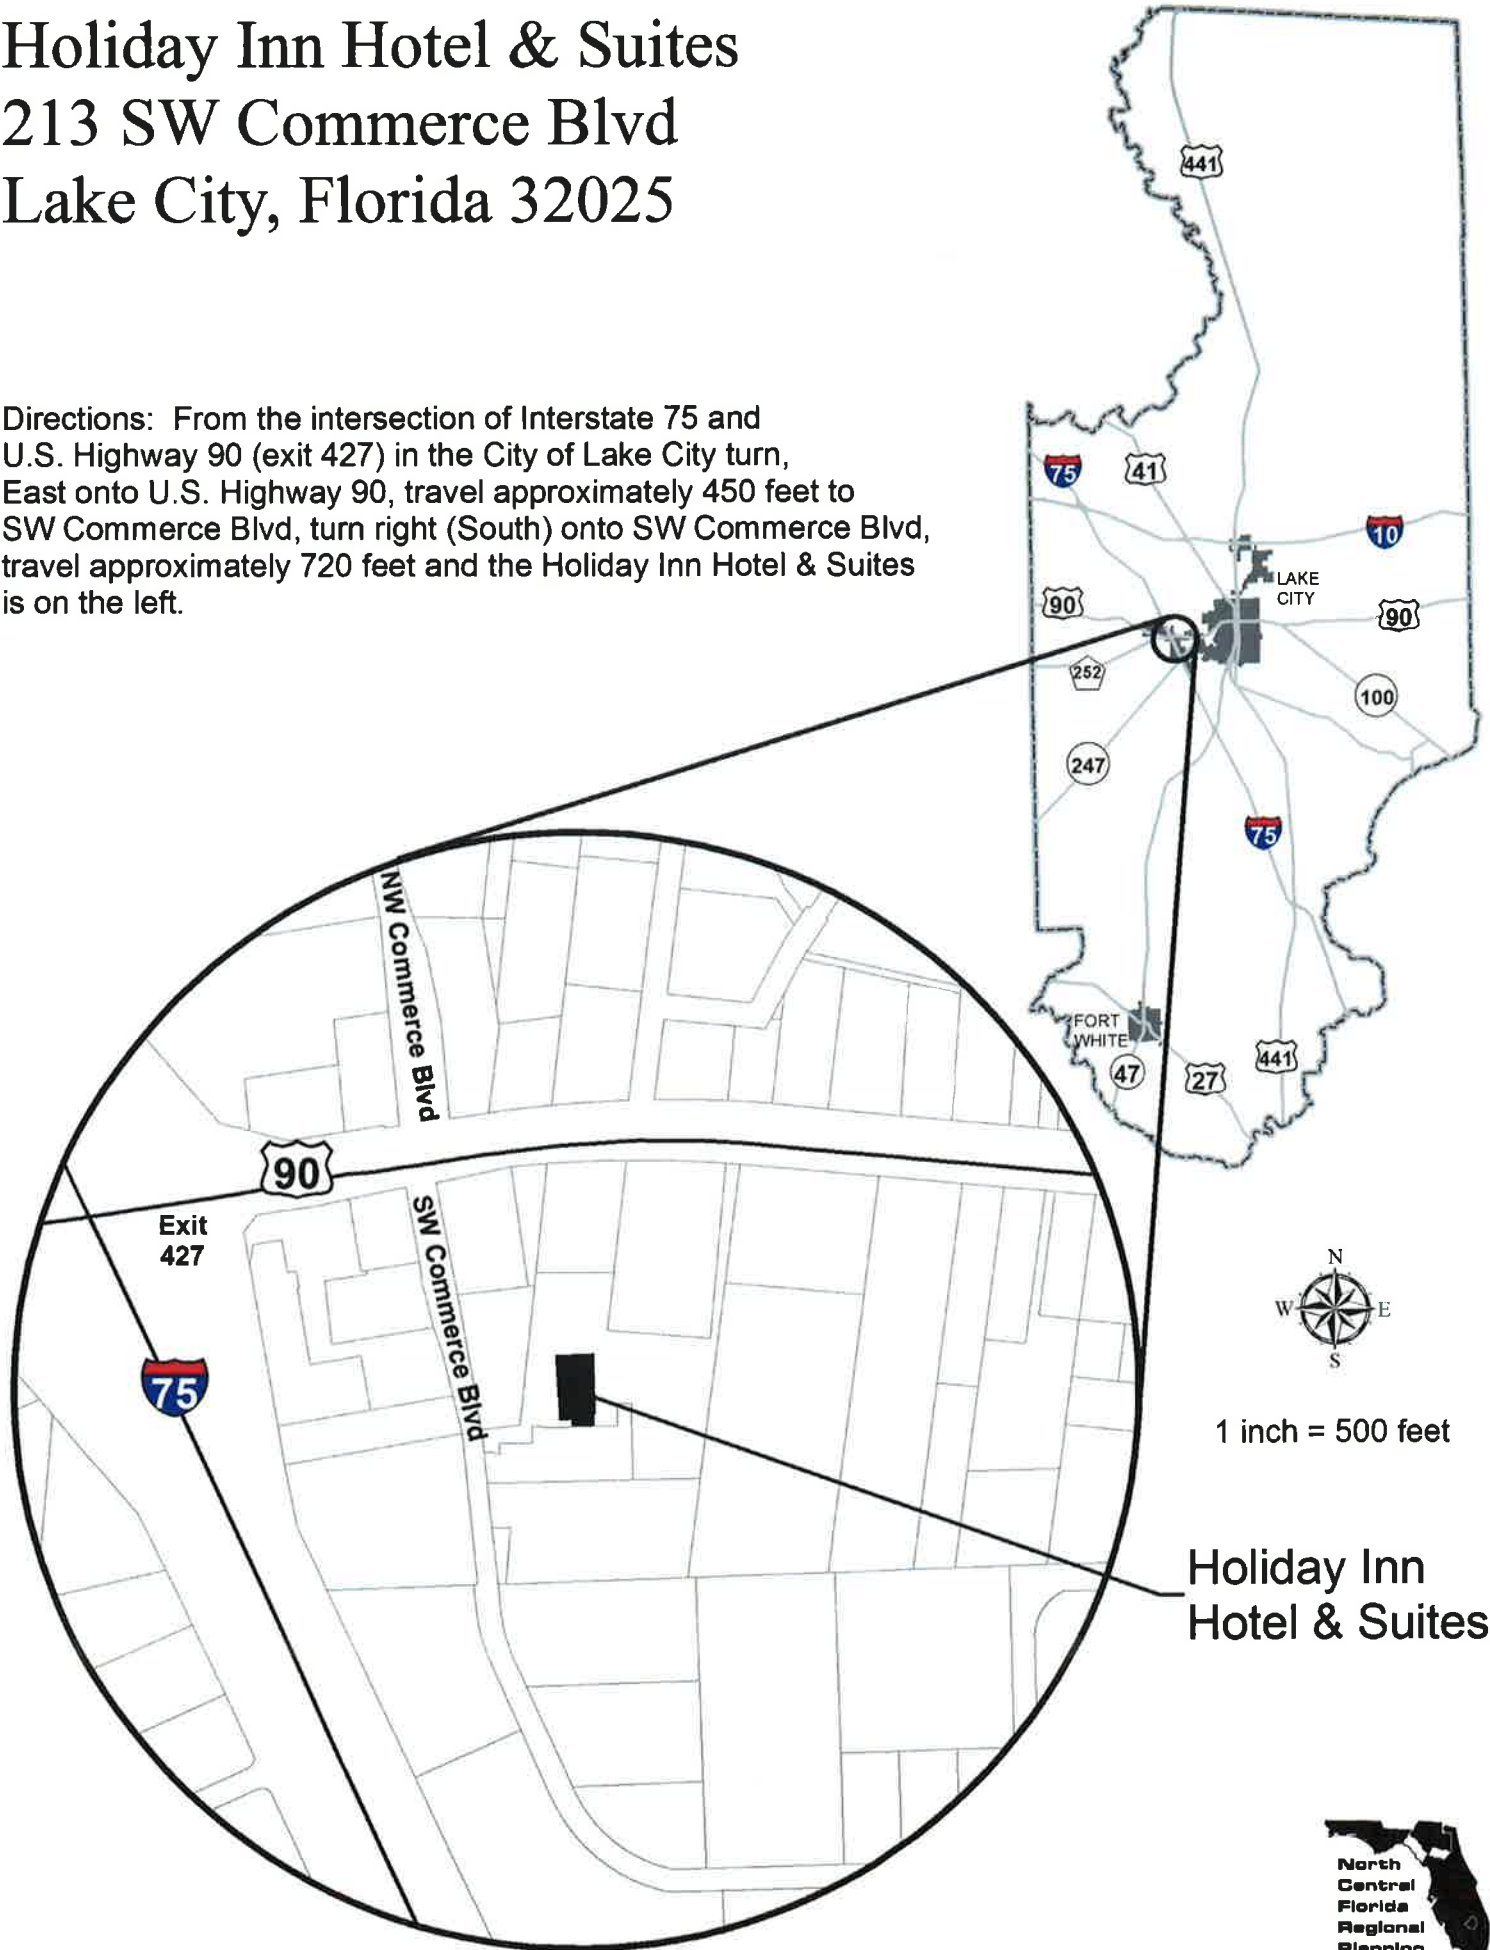 Holiday Inn Hotel & Suites
213 SW Commerce Blvd
Lake City, Florida 32025
Directions: From the intersection of Interstate 75 and
U.S. Highway 90 (exit 427) in the City of Lake City turn,
East onto U.S. Highway 90, travel approximately 450 feet to
SW Commerce Blvd, turn right (South) onto SW Commerce Blvd,
travel approximately 720 feet and the Holiday Inn Hotel & Suites
is on the left.
441
75
41
10
LAKE
CITY
90
90
252
100
247
75
FORT
WHITE
47
27
441
NW Commerce Blvd
90
Exit
427
SW Commerce Blvd
75
N
W
E
S
1 inch = 500 feet
Holiday Inn
Hotel & Suites
North
Central
Florida
Regional
Planning